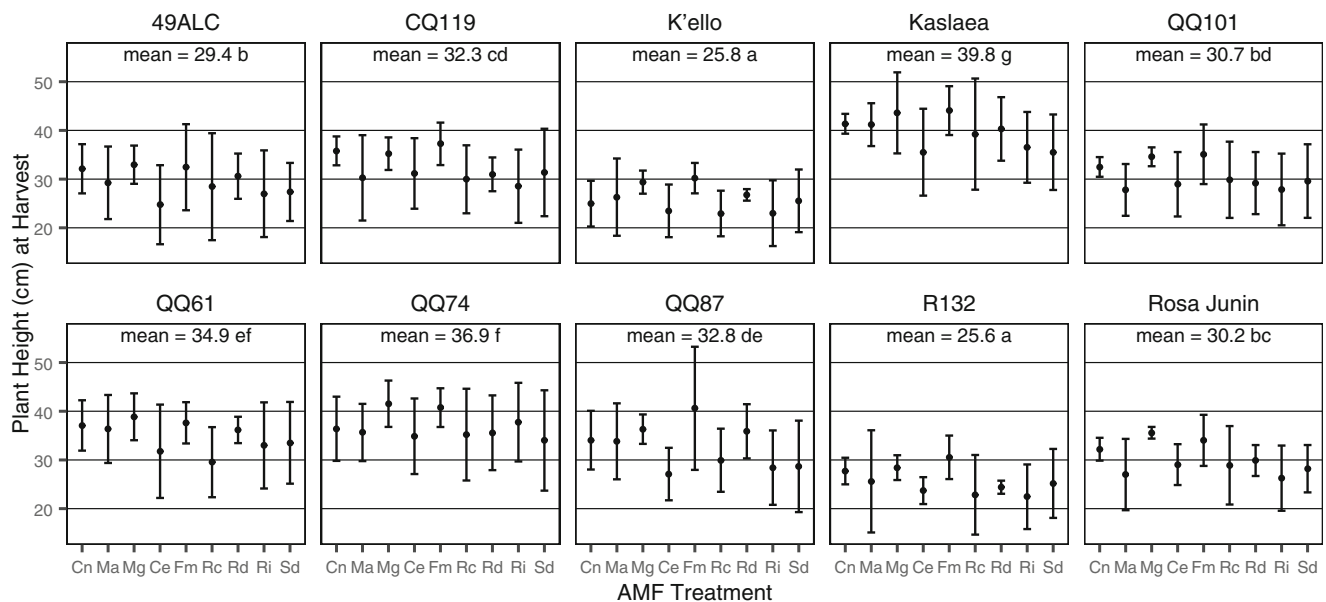 49ALC CQ119 K'ello Kaslaea QQ101
mean = 29.4 b mean = 32.3 cd mean = 25.8 a mean = 39.8 g mean = 30.7 bd
50
40
30
20
Plant Height (cm) at Harvest
QQ61 QQ74 QQ87 R132 Rosa Junin
mean = 34.9 ef mean = 36.9 f mean = 32.8 de mean = 25.6 a mean = 30.2 bc
50
40
30
20
Cn Ma Mg Ce Fm Rc Rd Ri Sd Cn Ma Mg Ce Fm Rc Rd Ri Sd Cn Ma Mg Ce Fm Rc Rd Ri Sd Cn Ma Mg Ce Fm Rc Rd Ri Sd Cn Ma Mg Ce Fm Rc Rd Ri Sd
AMF Treatment